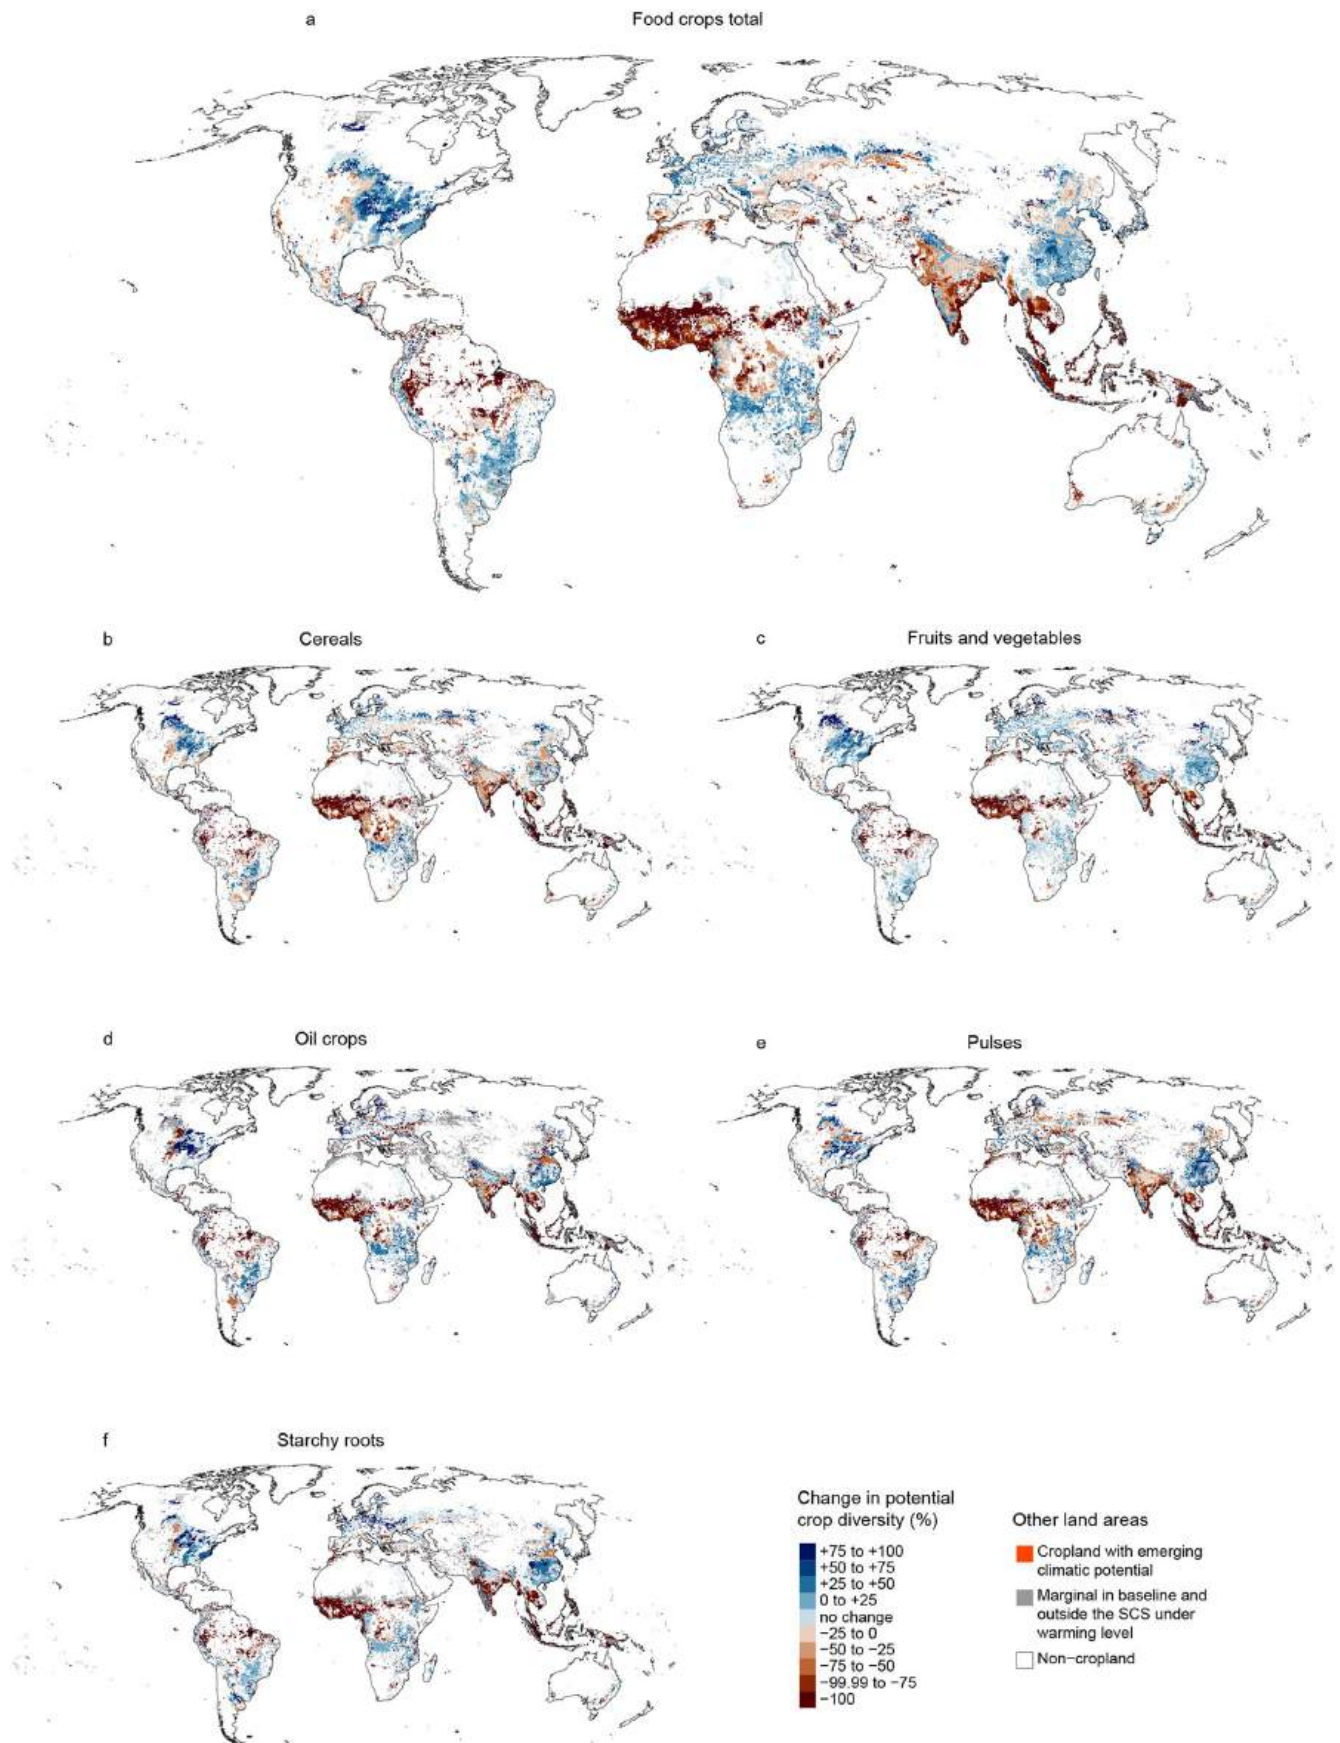 a
Food crops total
b
Cereals
c
Fruits and vegetables
d
Oil crops
e
Pulses
f
Starchy roots
Change in potential
crop diversity (%)
+75 to +100
+50 to +75
+25 to +50
0 to +25
no change
−25 to 0
−50 to −25
−75 to −50
−99.99 to −75
−100
Other land areas
Cropland with emerging
climatic potential
Marginal in baseline and
outside the SCS under
warming level
Non−cropland